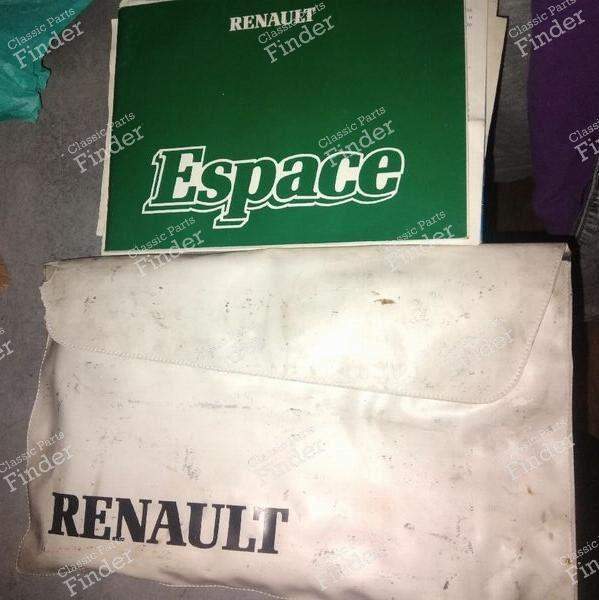 RENAULT
Espace
RENAULT
Classic Parts
Finder